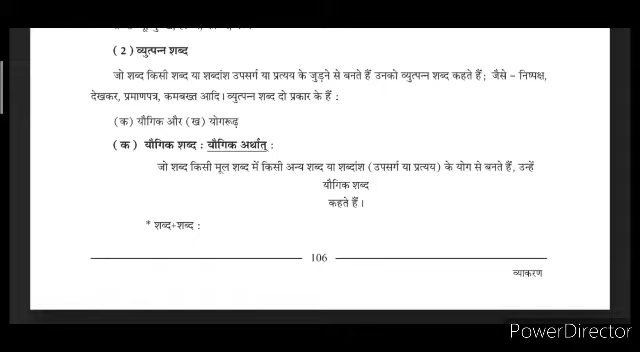 ( 2 ) व्युत्पन्न शब्द
जो शब्द किसी शब्द या शब्दांश उपसर्ग या प्रत्यय के जुड़ने से बनते हैं उनको व्युत्पन्न शब्द कहते हैं ; जैसे – निष्पक्ष,
देखकर, प्रमाणपत्र, कमबख्त आदि । व्युत्पन्न शब्द दो प्रकार के हैं :
(क) यौगिक और (ख) योगरूढ़
( क ) यौगिक शब्द : यौगिक अर्थात् :
जो शब्द किसी मूल शब्द में किसी अन्य शब्द या शब्दांश ( उपसर्ग या प्रत्यय ) के योग से बनते हैं, उन्हें
यौगिक शब्द
कहते हैं ।
* शब्द+शब्द :
106
व्याकरण
PowerDirector